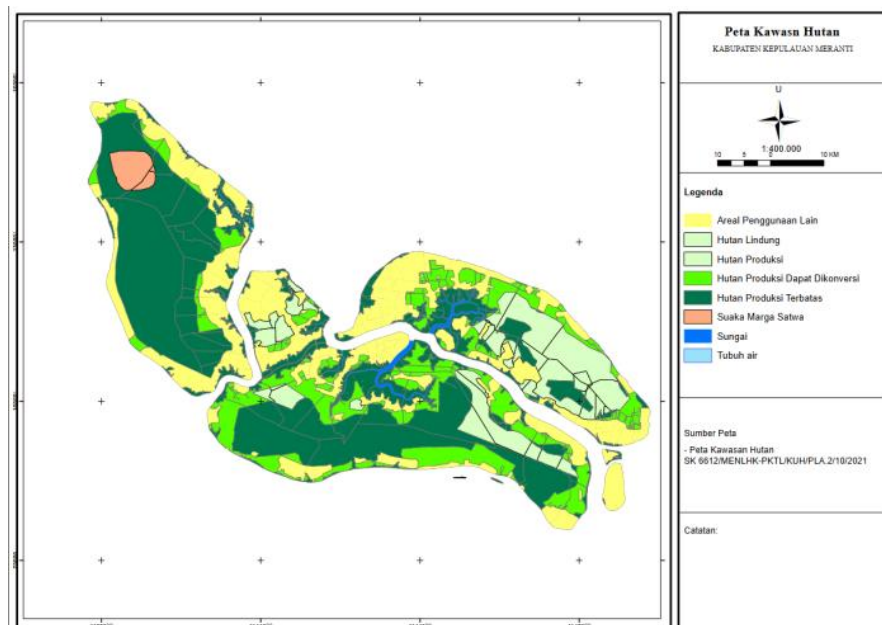 Peta Kawasn Hutan
KABUPATEN KEPULAUAN MERANTI
U
1:400.000
10 5 0 10 KM
Legenda
Areal Penggunaan Lain
Hutan Lindung
Hutan Produksi
Hutan Produksi Dapat Dikonversi
Hutan Produksi Terbatas
Suaka Marga Satwa
Sungai
Tubuh air
Sumber Peta
- Peta Kawasan Hutan
SK 6612/MENLHK-PKTL/KUH/PLA.2/10/2021
Catatan: